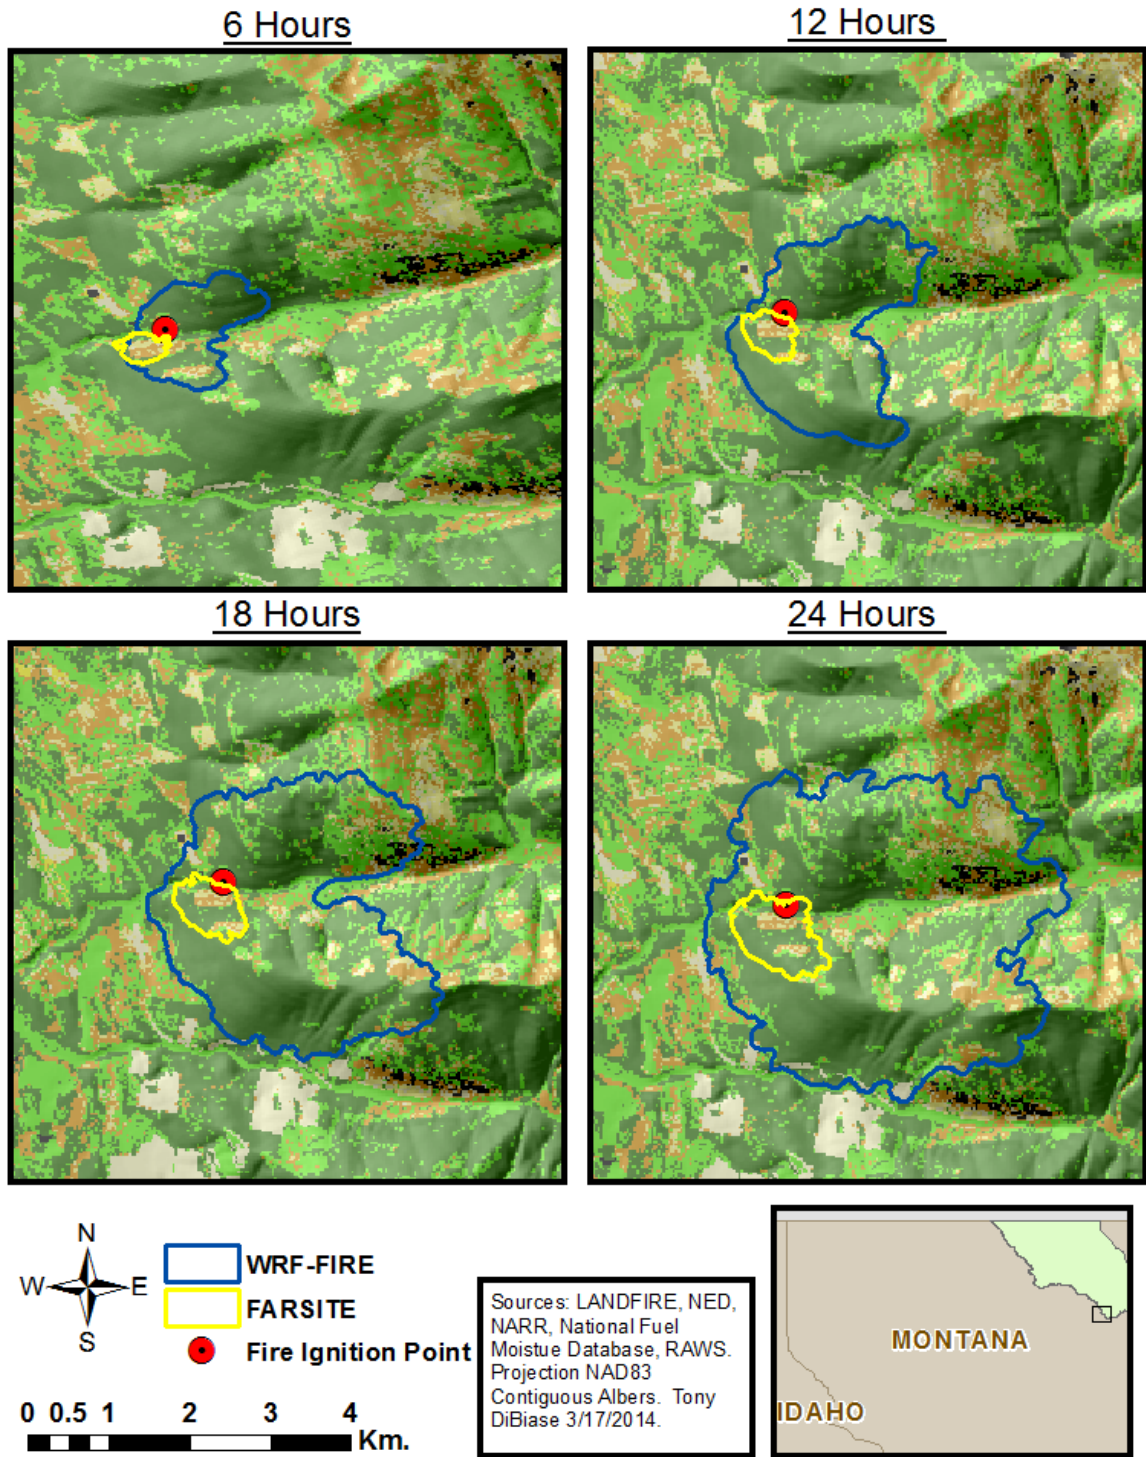 6 Hours
12 Hours
18 Hours
24 Hours
N
W
E
S
WRF-FIRE
FARSITE
Fire Ignition Point
0 0.5 1 2 3 4
Km.
Sources: LANDFIRE, NED,
NARR, National Fuel
Moistue Database, RAWS.
Projection NAD83
Contiguous Albers. Tony
DiBiase 3/17/2014.
MONTANA
IDAHO